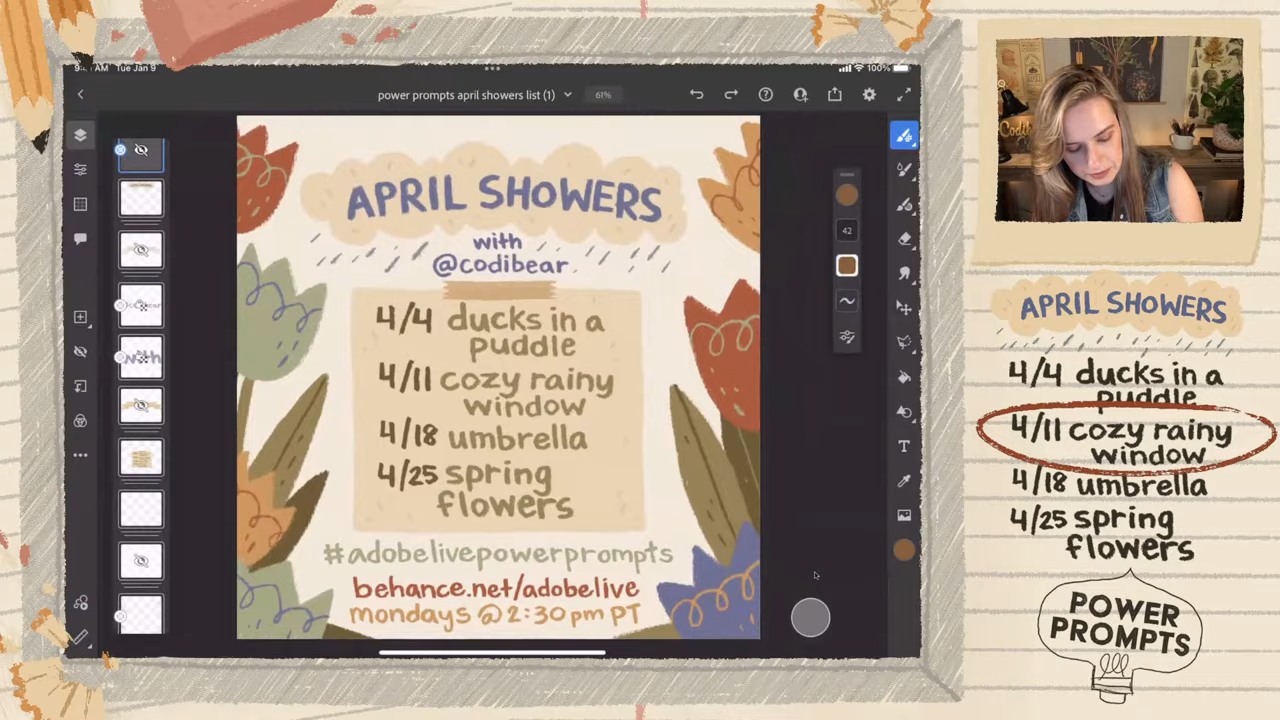 Tue Jan 9
100%
power prompts april showers list (1)
61%
42
APRIL SHOWERS
with
@codibear
4/4 ducks in a
puddle
4/11 cozy rainy
window
4/18 umbrella
4/25 spring
flowers
#adobelivepowerprompts
behance.net/adobelive
mondays @ 2:30 pm PT
with
T
APRIL SHOWERS
4/4 ducks in a
puddle
4/11 cozy rainy
window
4/18 umbrella
4/25 spring
flowers
POWER
PROMPTS